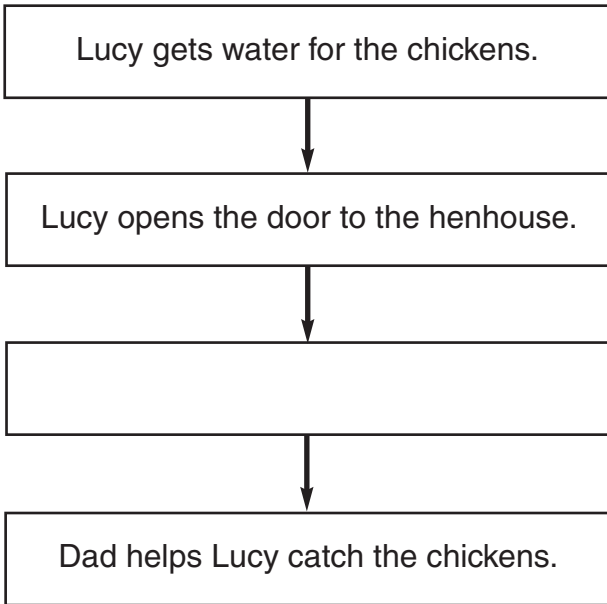 Lucy gets water for the chickens.
Lucy opens the door to the henhouse.
Dad helps Lucy catch the chickens.